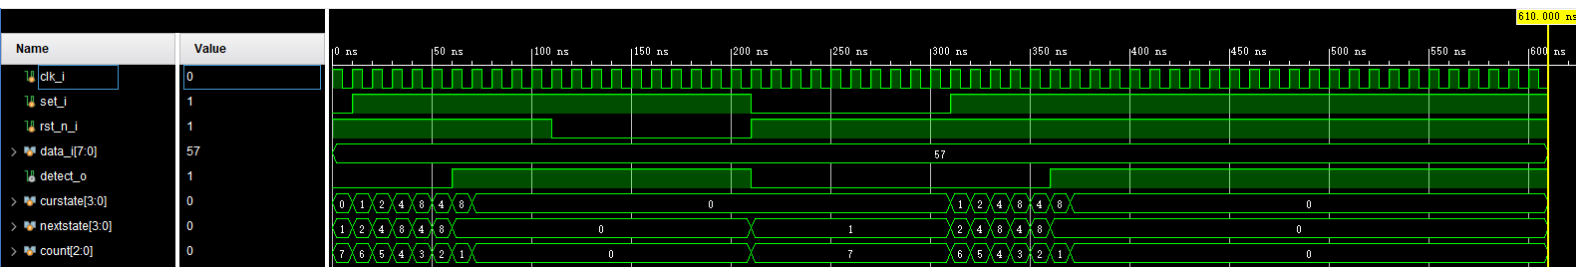 610.000 ns
Name Value
0 ns 50 ns 100 ns 150 ns 200 ns 250 ns 300 ns 350 ns 400 ns 450 ns 500 ns 550 ns 600 ns
clk_i 0
set_i 1
rst_n_i 1
data_i[7:0] 57 57
detect_o 1
curstate[3:0] 0 0 1 2 4 8 4 8 0 1 2 4 8 4 8 0
nextstate[3:0] 0 1 2 4 8 4 8 0 1 2 4 8 4 8 0
count[2:0] 0 7 6 5 4 3 2 1 0 7 6 5 4 3 2 1 0